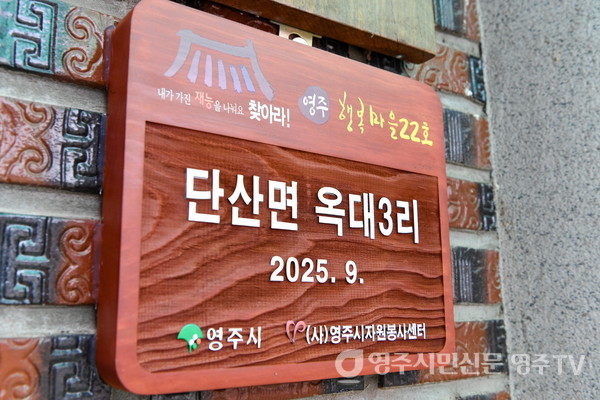 내가 가진 재능을 나눠요 찾아라! 영주 행복마을22호
단산면 옥대3리
2025. 9.
영주시 (사)영주시자원봉사센터
영주시민신문 영주TV